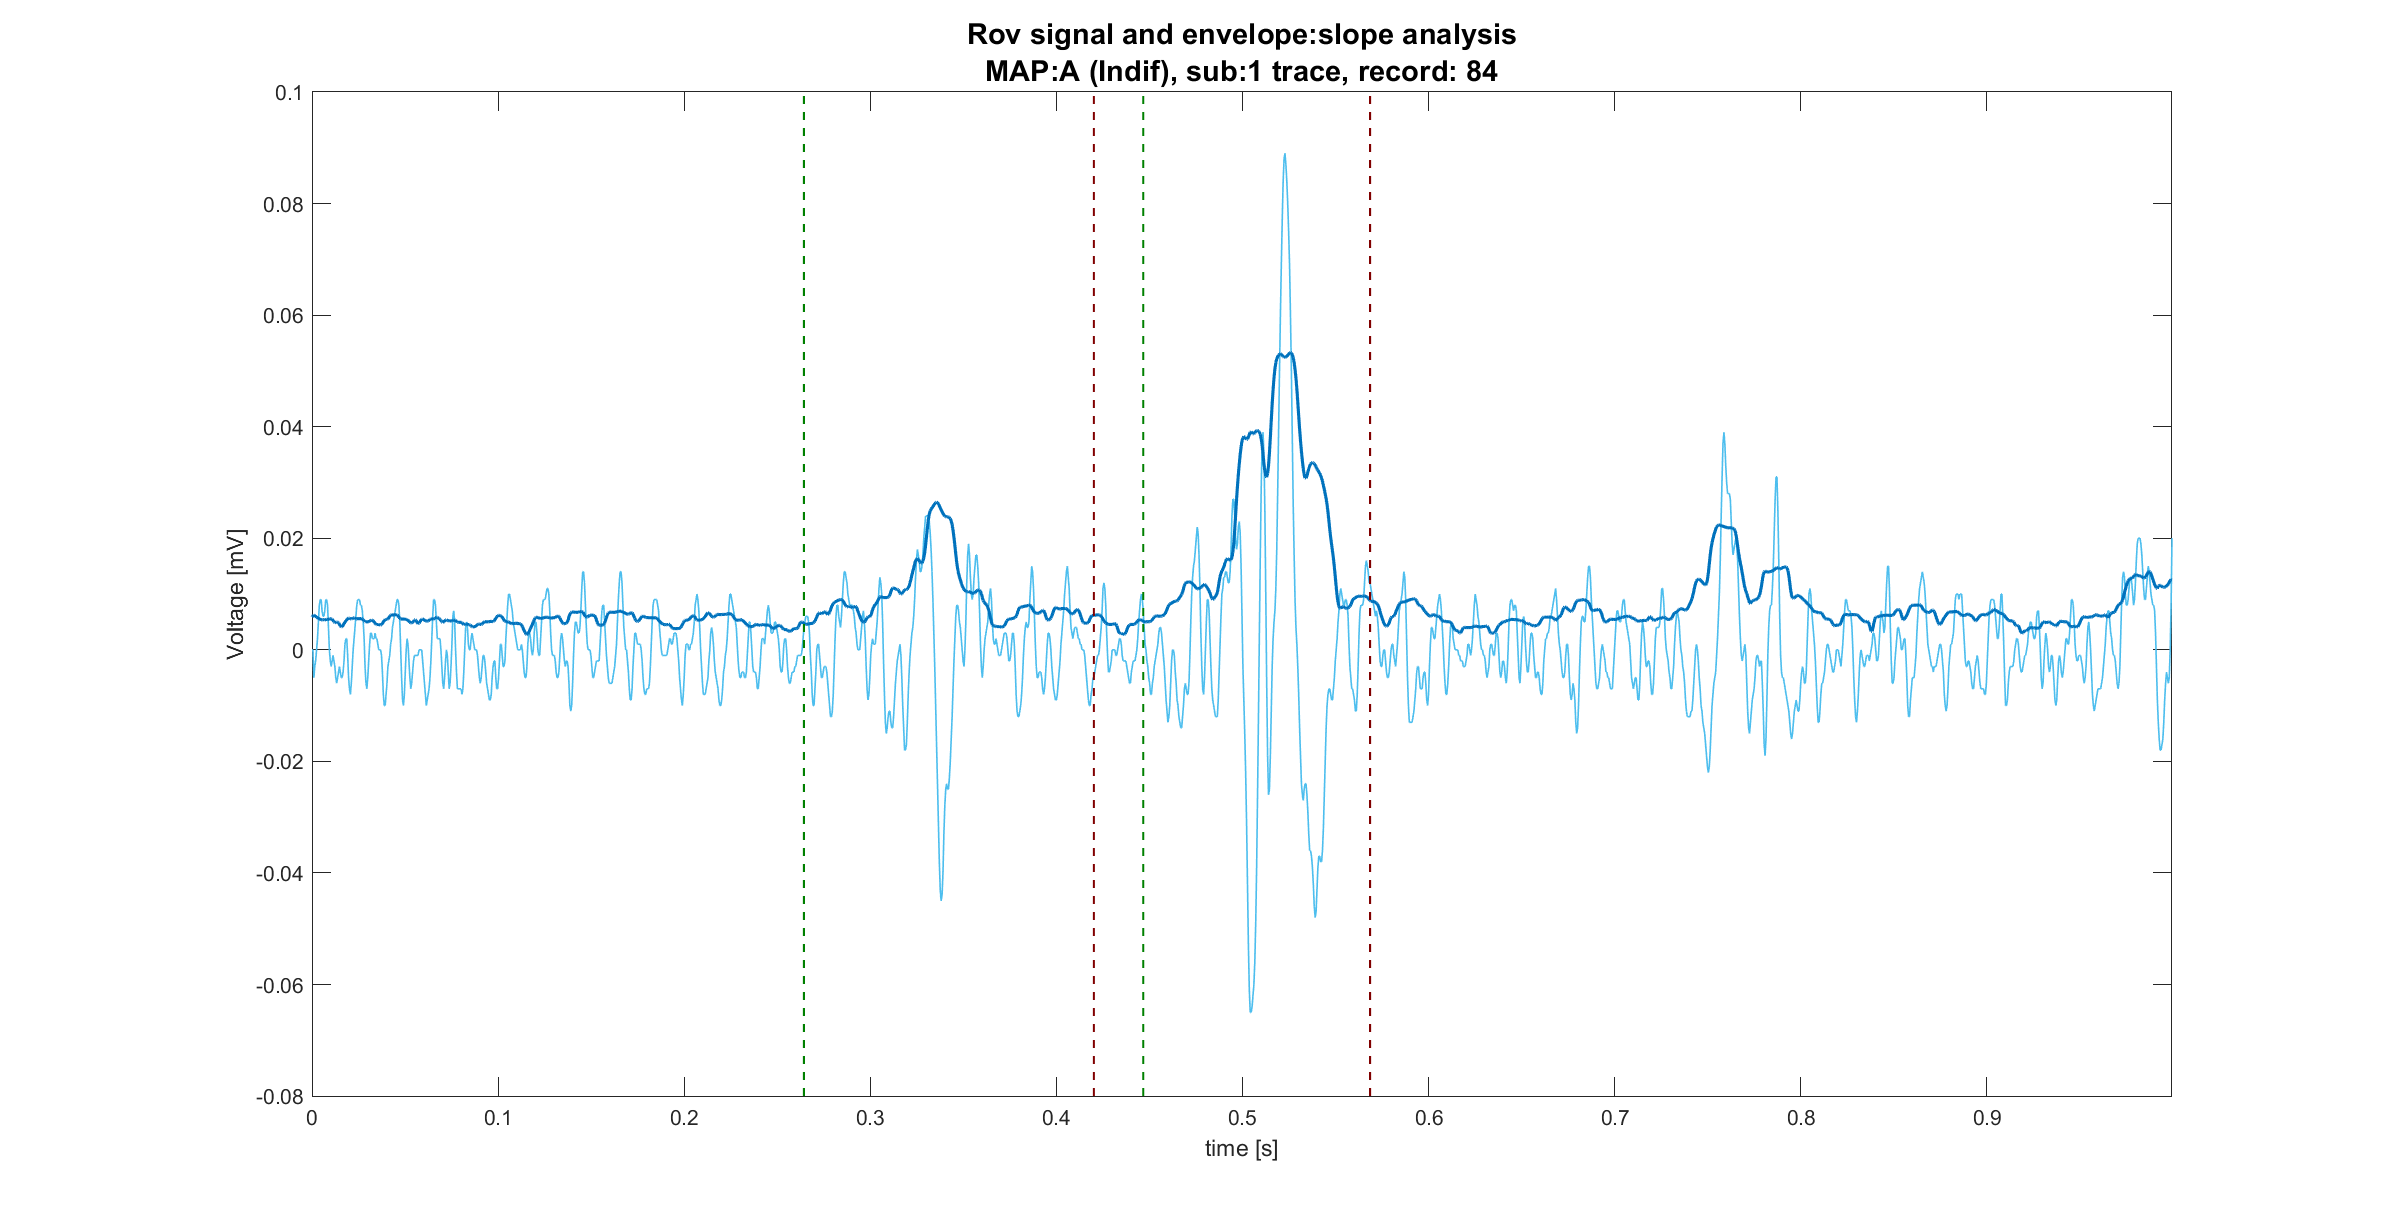 Rov signal and envelope:slope analysis
MAP:A (Indif), sub:1 trace, record: 84
0.1
0.08
0.06
0.04
0.02
0
-0.02
-0.04
-0.06
-0.08
Voltage [mV]
0 0.1 0.2 0.3 0.4 0.5 0.6 0.7 0.8 0.9
time [s]